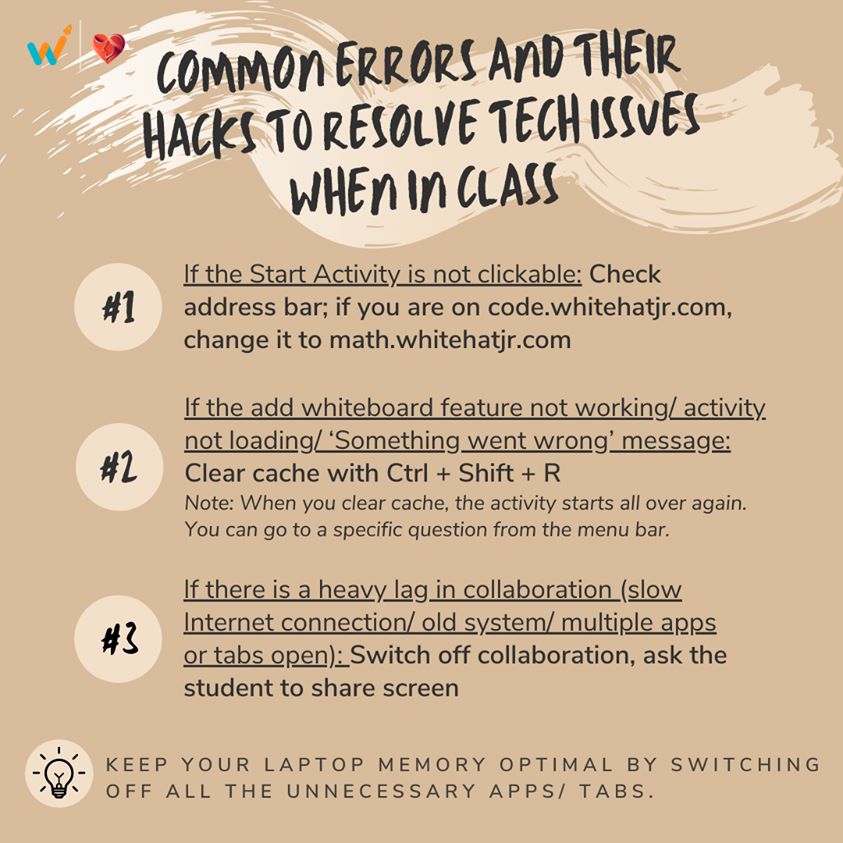 COMMON ERRORS AND THEIR
HACKS TO RESOLVE TECH ISSUES
WHEN IN CLASS
#1
If the Start Activity is not clickable: Check
address bar; if you are on code.whitehatjr.com,
change it to math.whitehatjr.com
#2
If the add whiteboard feature not working/ activity
not loading/ ‘Something went wrong’ message:
Clear cache with Ctrl + Shift + R
Note: When you clear cache, the activity starts all over again.
You can go to a specific question from the menu bar.
#3
If there is a heavy lag in collaboration (slow
Internet connection/ old system/ multiple apps
or tabs open): Switch off collaboration, ask the
student to share screen
KEEP YOUR LAPTOP MEMORY OPTIMAL BY SWITCHING
OFF ALL THE UNNECESSARY APPS/ TABS.